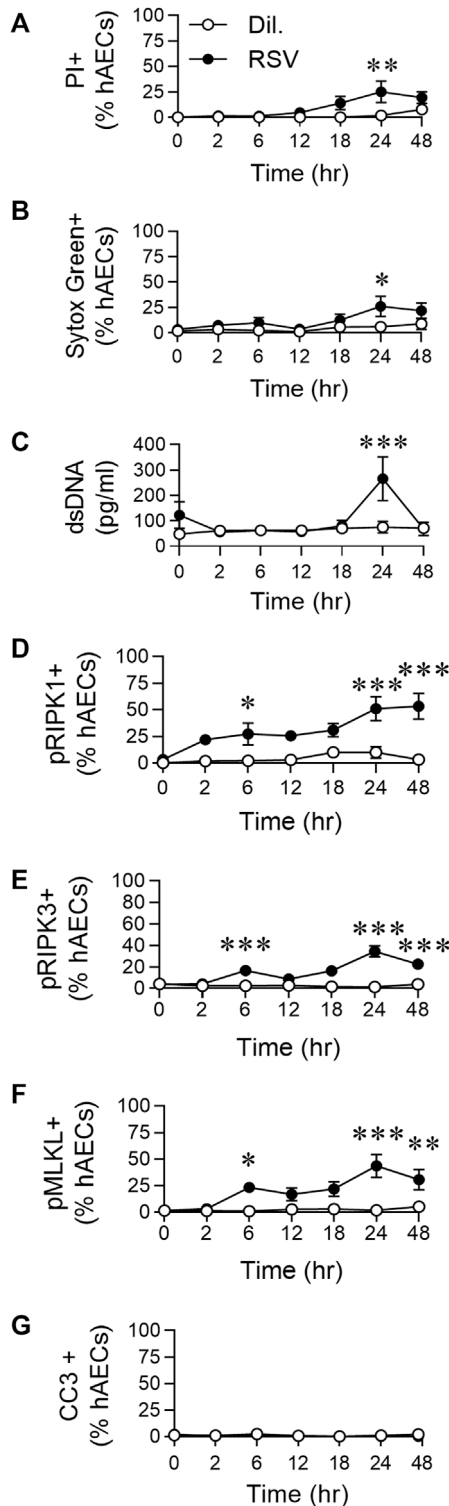 A
PI+
(% hAECs)
Dil.
RSV
100
75
50
25
0
**
0 2 6 12 18 24 48
Time (hr)
B
Sytox Green+
(% hAECs)
100
75
50
25
0
*
0 2 6 12 18 24 48
Time (hr)
C
dsDNA
(pg/ml)
400
300
200
100
0
***
0 2 6 12 18 24 48
Time (hr)
D
pRIPK1+
(% hAECs)
100
75
50
25
0
* *** ***
0 2 6 12 18 24 48
Time (hr)
E
pRIPK3+
(% hAECs)
100
80
60
40
20
0
*** *** ***
0 2 6 12 18 24 48
Time (hr)
F
pMLKL+
(% hAECs)
100
75
50
25
0
* *** **
0 2 6 12 18 24 48
Time (hr)
G
CC3 +
(% hAECs)
100
75
50
25
0
0 2 6 12 18 24 48
Time (hr)